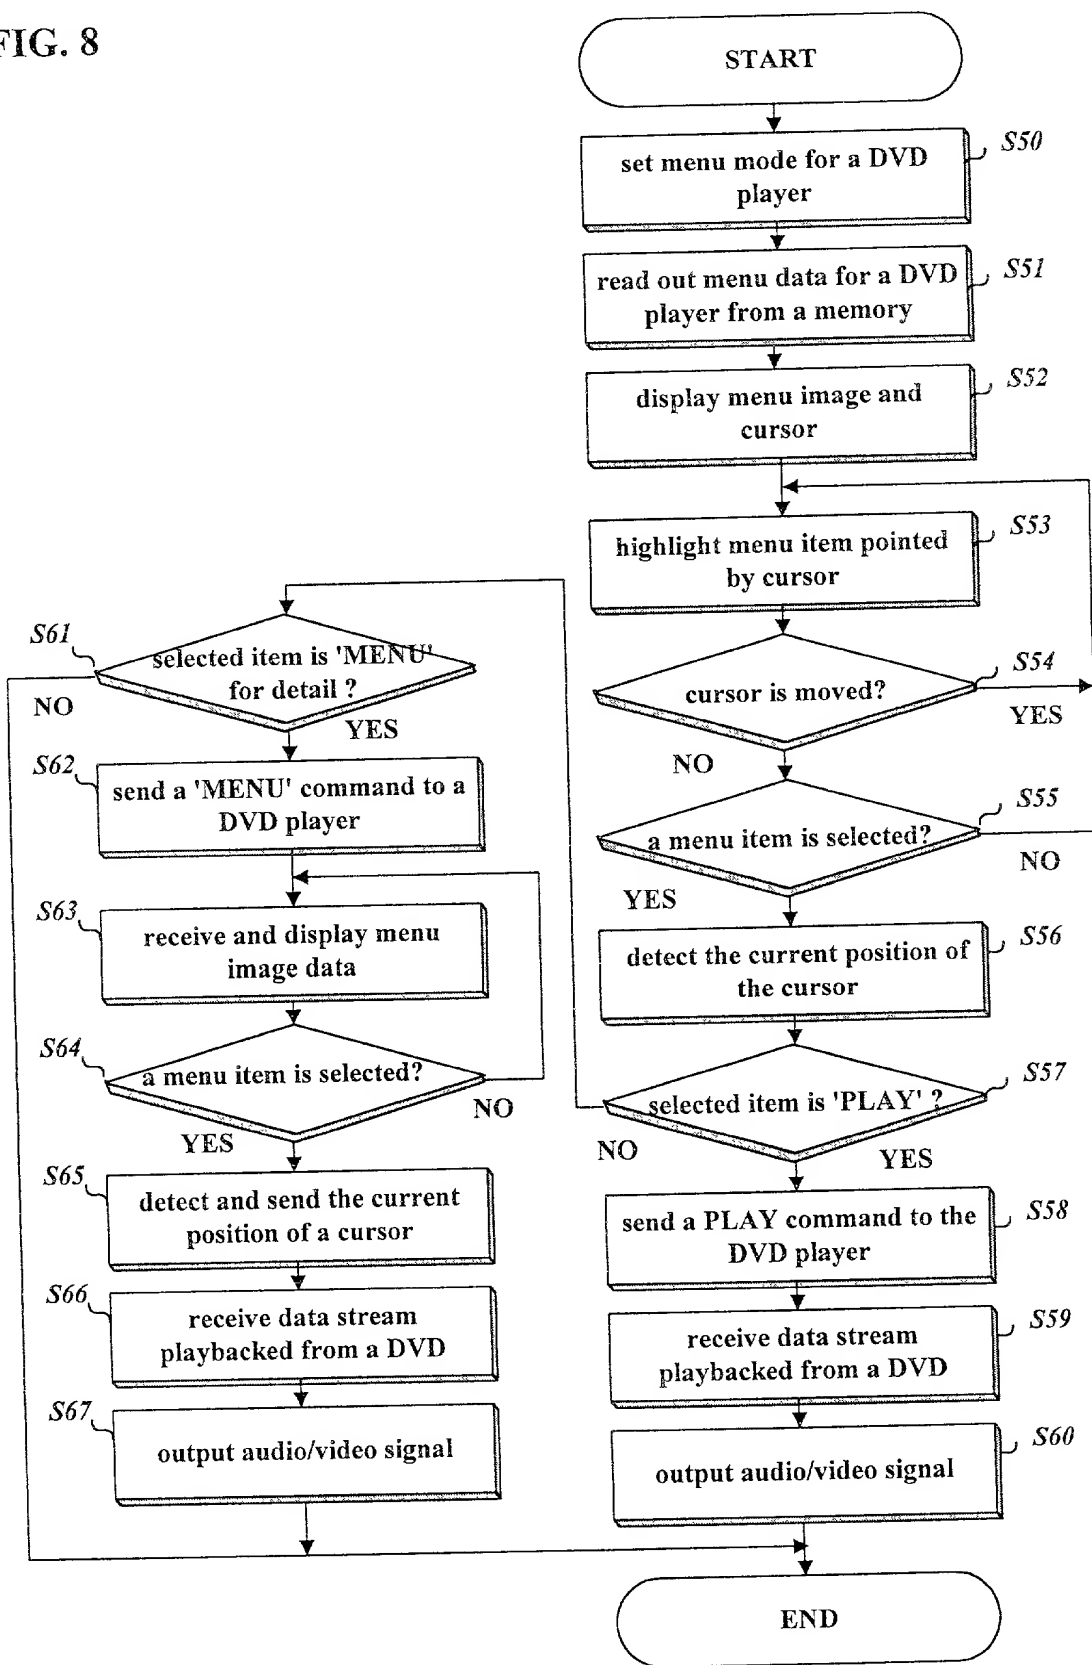 FIG. 8
START
set menu mode for a DVD
player
S50
read out menu data for a DVD
player from a memory
S51
display menu image and
cursor
S52
highlight menu item pointed
by cursor
S53
cursor is moved?
S54
YES
NO
a menu item is selected?
S55
NO
YES
detect the current position of
the cursor
S56
selected item is 'PLAY' ?
S57
NO
YES
send a PLAY command to the
DVD player
S58
receive data stream
playbacked from a DVD
S59
output audio/video signal
S60
S61
selected item is 'MENU'
for detail ?
NO
YES
S62
send a 'MENU' command to a
DVD player
S63
receive and display menu
image data
S64
a menu item is selected?
NO
YES
S65
detect and send the current
position of a cursor
S66
receive data stream
playbacked from a DVD
S67
output audio/video signal
END